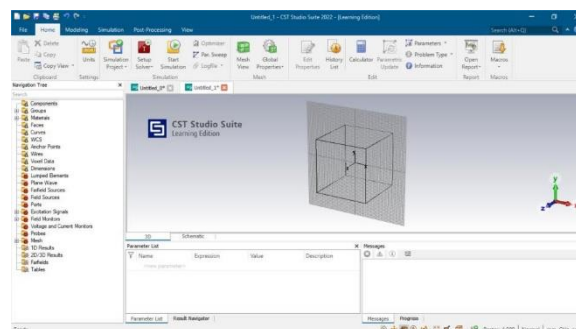 Untitled_1* - CST Studio Suite 2022 - [Learning Edition]
File Home Modeling Simulation Post-Processing View
Search (Alt+Q)
Paste
Delete
Copy
Copy View
Clipboard
Units
Settings
Simulation Project
Setup Solver
Start Simulation
Optimizer
Par. Sweep
Logfile
Simulation
Mesh View
Global Properties
Mesh
Edit Properties
History List
Calculator
Parametric Update
Parameters
Problem Type
Information
Edit
Open Report
Report
Macros
Macros
Navigation Tree
Search
Components
Groups
Materials
Faces
Curves
WCS
Anchor Points
Wires
Voxel Data
Dimensions
Lumped Elements
Plane Wave
Farfield Sources
Field Sources
Ports
Excitation Signals
Field Monitors
Voltage and Current Monitors
Probes
Mesh
1D Results
2D/3D Results
Farfields
Tables
CST Studio Suite
Learning Edition
y
z
3D Schematic
Parameter List
Name Expression Value Description
Messages
Parameter List Result Navigator
Messages Progress